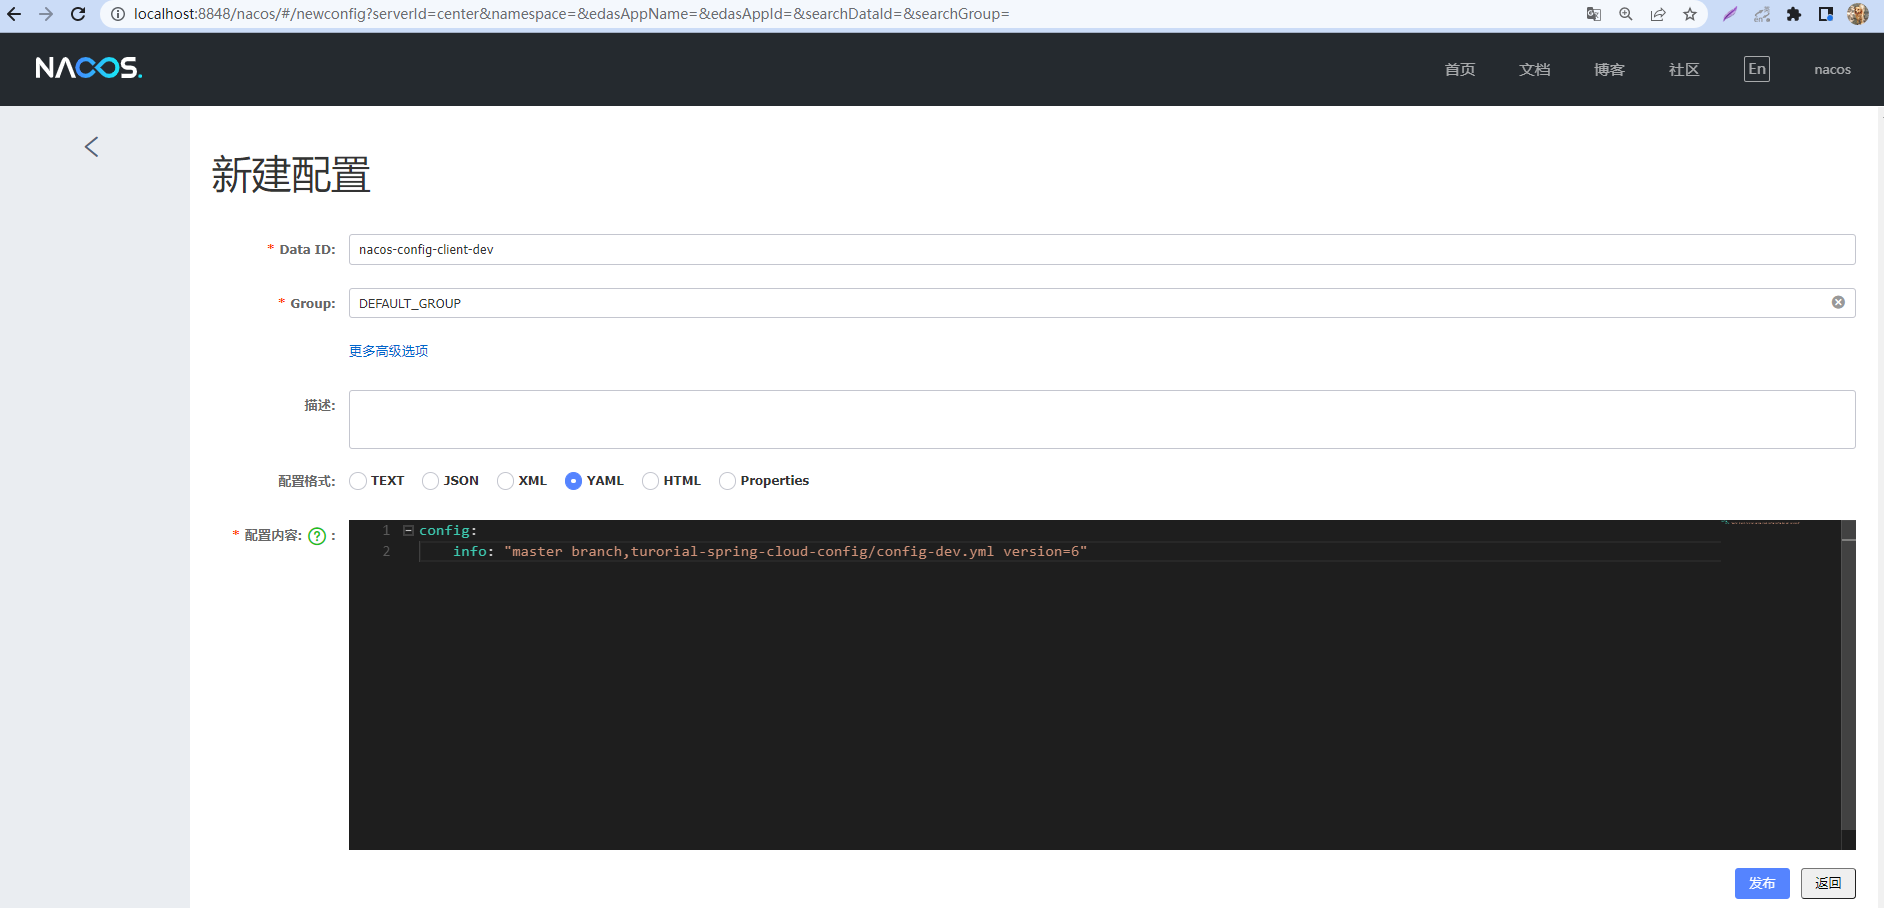 localhost:8848/nacos/#/newconfig?serverId=center&namespace=&edasAppName=&edasAppId=&searchDataId=&searchGroup=
NACOS.
首页 文档 博客 社区 En nacos
新建配置
* Data ID: nacos-config-client-dev
* Group: DEFAULT_GROUP
更多高级选项
描述:
配置格式: TEXT JSON XML YAML HTML Properties
* 配置内容: ? :
1 config:
2 info: "master branch,turorial-spring-cloud-config/config-dev.yml version=6"
发布 返回